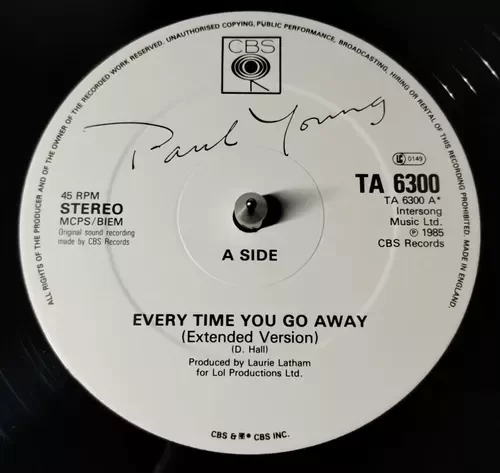 ALL RIGHTS OF THE PRODUCER AND OF THE OWNER OF THE RECORDED WORK RESERVED. UNAUTHORISED COPYING, PUBLIC PERFORMANCE, BROADCASTING, HIRING OR RENTAL OF THIS RECORDING PROHIBITED. MADE IN ENGLAND.
CBS
Paul Young
LC 0149
45 RPM
STEREO
MCPS/BIEM
Original sound recording
made by CBS Records
TA 6300
TA 6300 A*
Intersong
Music Ltd.
℗ 1985
CBS Records
A SIDE
EVERY TIME YOU GO AWAY
(Extended Version)
(D. Hall)
Produced by Laurie Latham
for Lol Productions Ltd.
CBS & CBS INC.